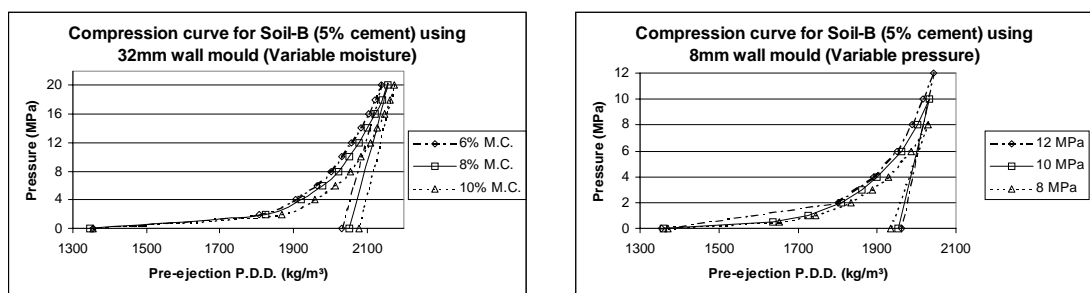 Compression curve for Soil-B (5% cement) using
32mm wall mould (Variable moisture)
20
16
12
8
4
0
Pressure (MPa)
1300 1500 1700 1900 2100
Pre-ejection P.D.D. (kg/m³)
6% M.C.
8% M.C.
10% M.C.
Compression curve for Soil-B (5% cement) using
8mm wall mould (Variable pressure)
12
10
8
6
4
2
0
Pressure (MPa)
1300 1500 1700 1900 2100
Pre-ejection P.D.D. (kg/m³)
12 MPa
10 MPa
8 MPa